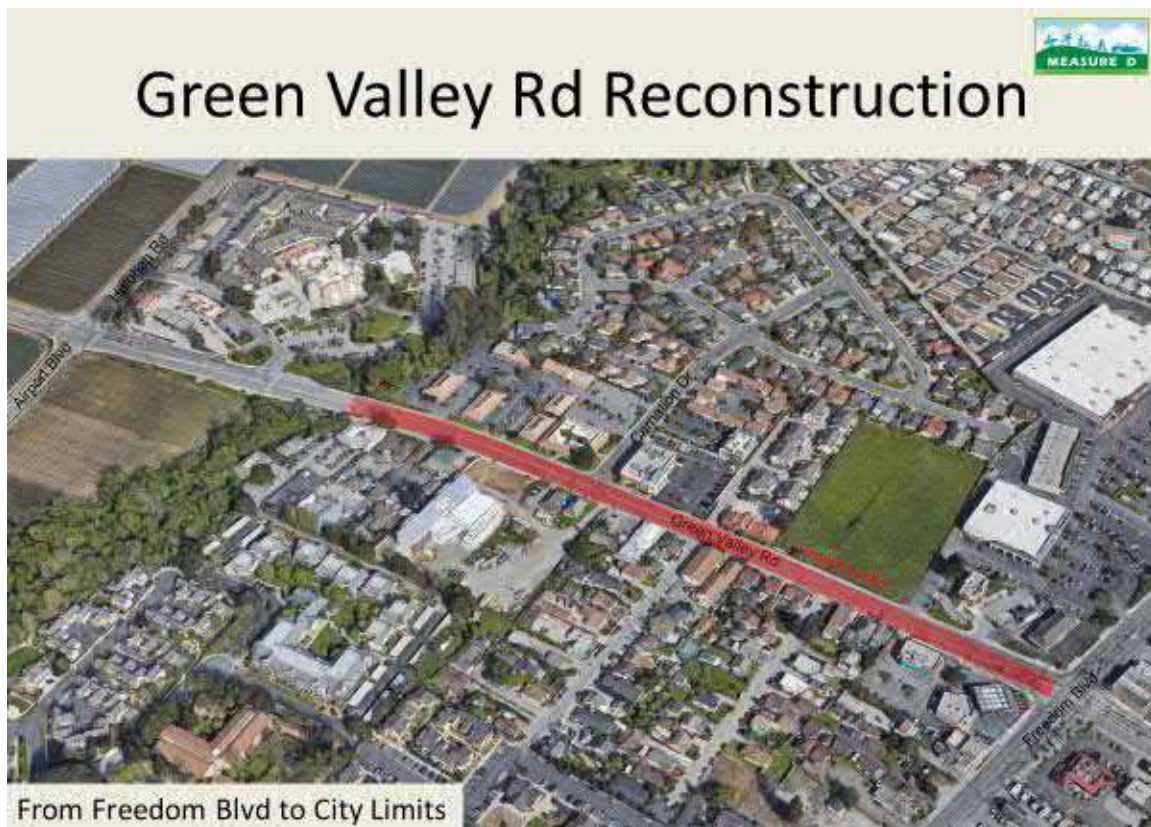 MEASURE D
Green Valley Rd Reconstruction
Airport Blvd
Carnation Dr
Green Valley Rd
Freedom Blvd
From Freedom Blvd to City Limits